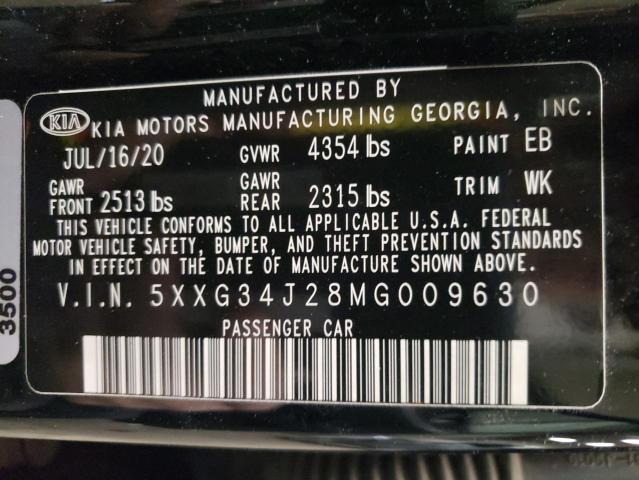 MANUFACTURED BY
KIA KIA MOTORS MANUFACTURING GEORGIA, INC.
JUL/16/20 GVWR 4354 lbs PAINT EB
GAWR FRONT 2513 lbs GAWR REAR 2315 lbs TRIM WK
THIS VEHICLE CONFORMS TO ALL APPLICABLE U.S.A. FEDERAL
MOTOR VEHICLE SAFETY, BUMPER, AND THEFT PREVENTION STANDARDS
IN EFFECT ON THE DATE OF MANUFACTURE SHOWN ABOVE.
V.I.N. 5XXG34J28MG009630
PASSENGER CAR
3500